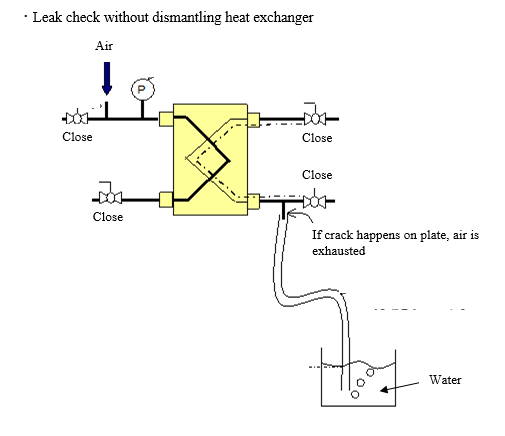 ・Leak check without dismantling heat exchanger
Air
P
Close
Close
Close
Close
If crack happens on plate, air is
exhausted
Water